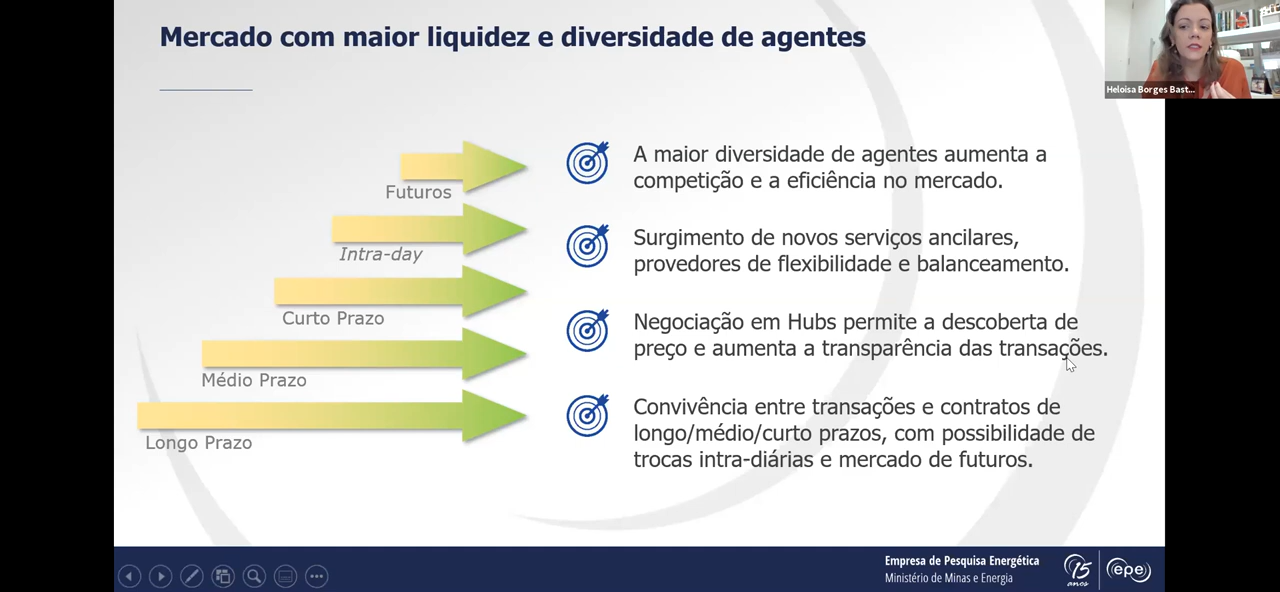 Mercado com maior liquidez e diversidade de agentes
Heloisa Borges Bast...
Futuros
Intra-day
Curto Prazo
Médio Prazo
Longo Prazo
A maior diversidade de agentes aumenta a
competição e a eficiência no mercado.
Surgimento de novos serviços ancilares,
provedores de flexibilidade e balanceamento.
Negociação em Hubs permite a descoberta de
preço e aumenta a transparência das transações.
Convivência entre transações e contratos de
longo/médio/curto prazos, com possibilidade de
trocas intra-diárias e mercado de futuros.
Empresa de Pesquisa Energética
Ministério de Minas e Energia
15
anos
epe